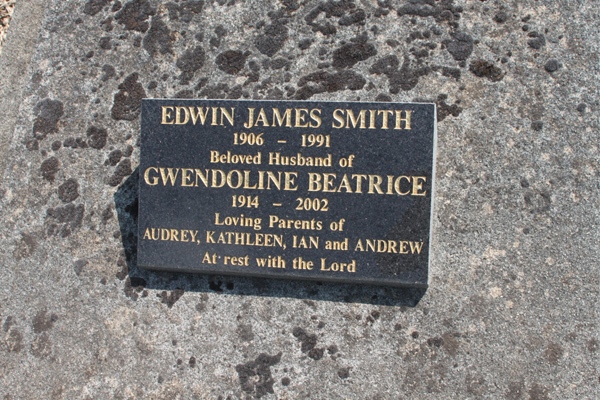 EDWIN JAMES SMITH
1906 – 1991
Beloved Husband of
GWENDOLINE BEATRICE
1914 – 2002
Loving Parents of
AUDREY, KATHLEEN, IAN and ANDREW
At rest with the Lord